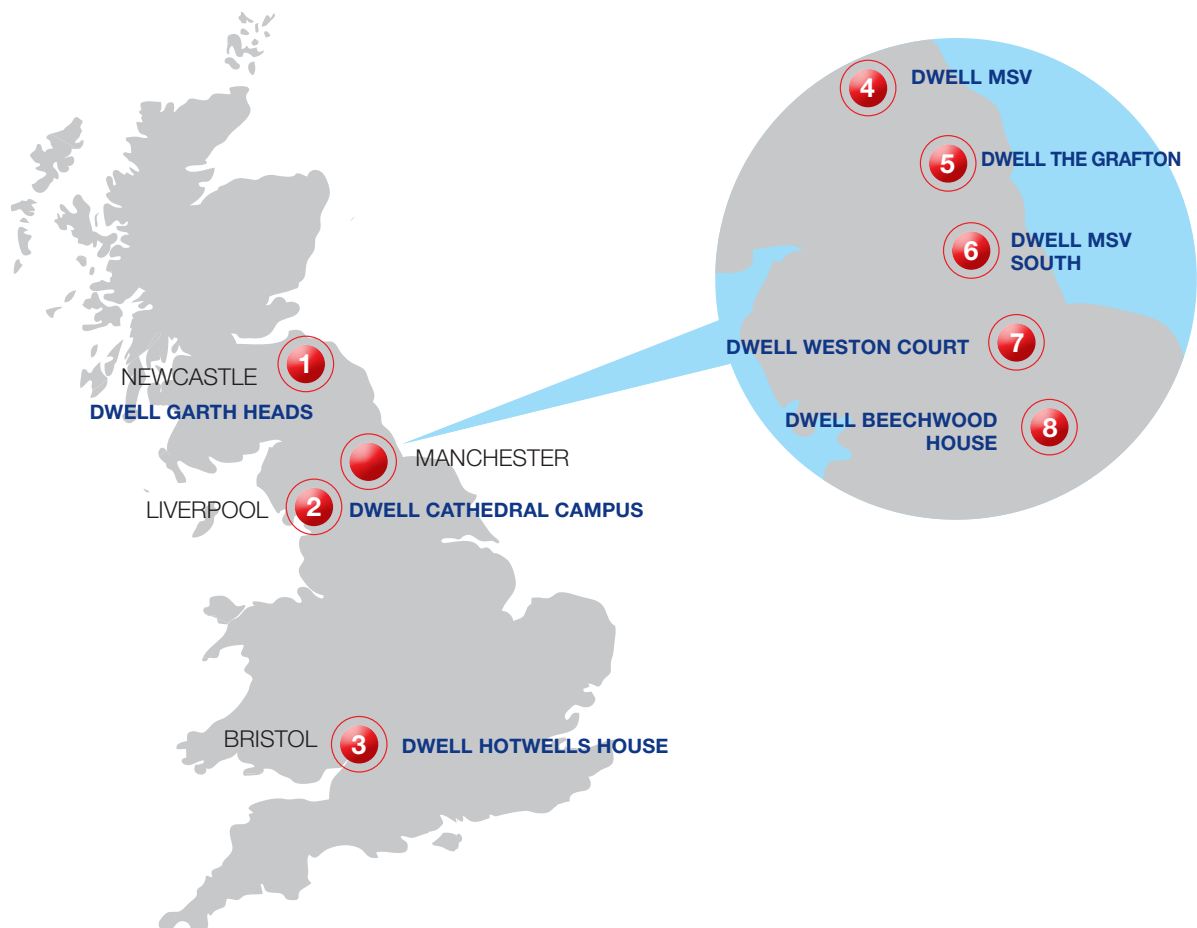 1
NEWCASTLE
DWELL GARTH HEADS
MANCHESTER
LIVERPOOL
2
DWELL CATHEDRAL CAMPUS
BRISTOL
3
DWELL HOTWELLS HOUSE
4
DWELL MSV
5
DWELL THE GRAFTON
6
DWELL MSV
SOUTH
DWELL WESTON COURT
7
DWELL BEECHWOOD
HOUSE
8